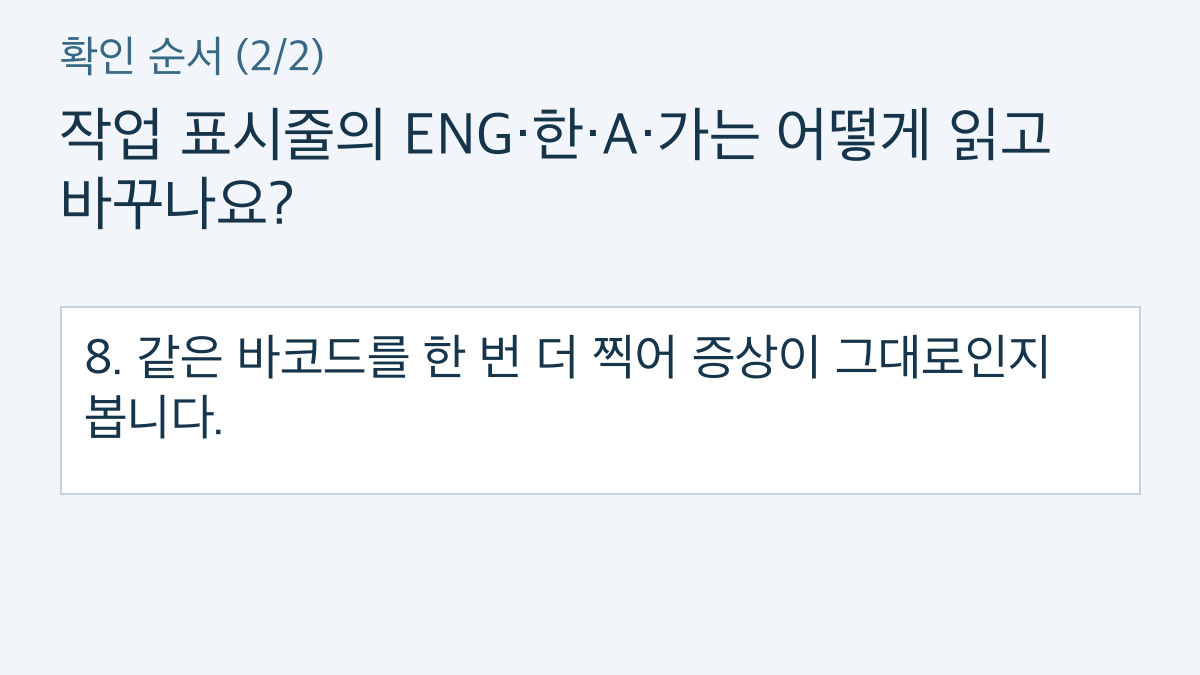 확인 순서 (2/2)
작업 표시줄의 ENG·한·A·가는 어떻게 읽고
바꾸나요?
8. 같은 바코드를 한 번 더 찍어 증상이 그대로인지
봅니다.